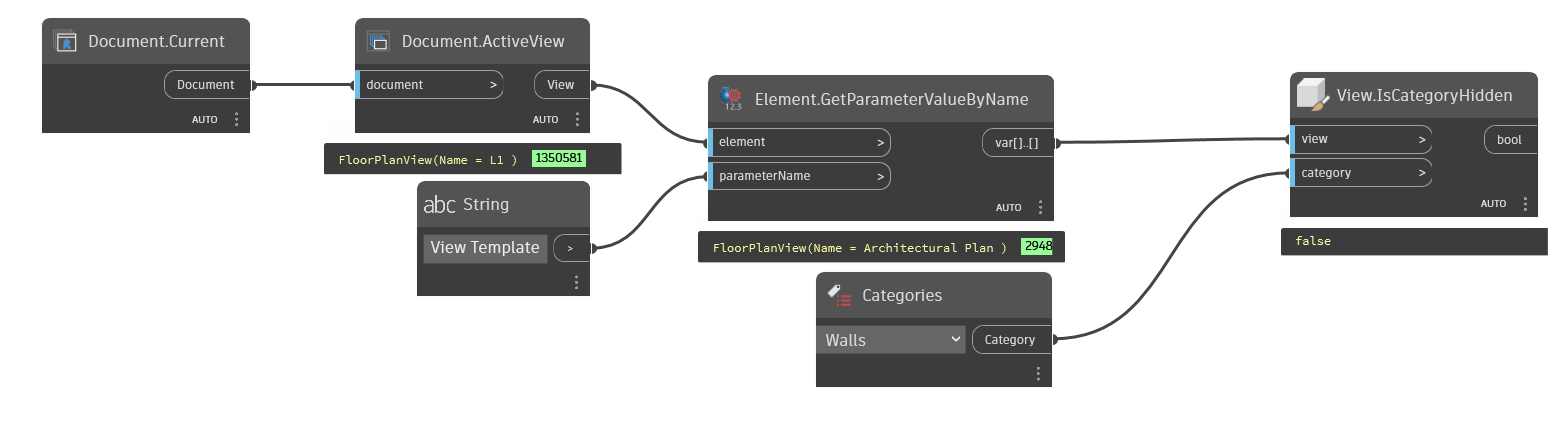 Document.Current
Document
AUTO
Document.ActiveView
document >
View
AUTO
FloorPlanView(Name = L1 ) 1350581
abc String
View Template
>
12.3
Element.GetParameterValueByName
element >
var[]..[]
parameterName >
AUTO
FloorPlanView(Name = Architectural Plan ) 2948
Categories
Walls
Category
View.IsCategoryHidden
view >
bool
category >
AUTO
false